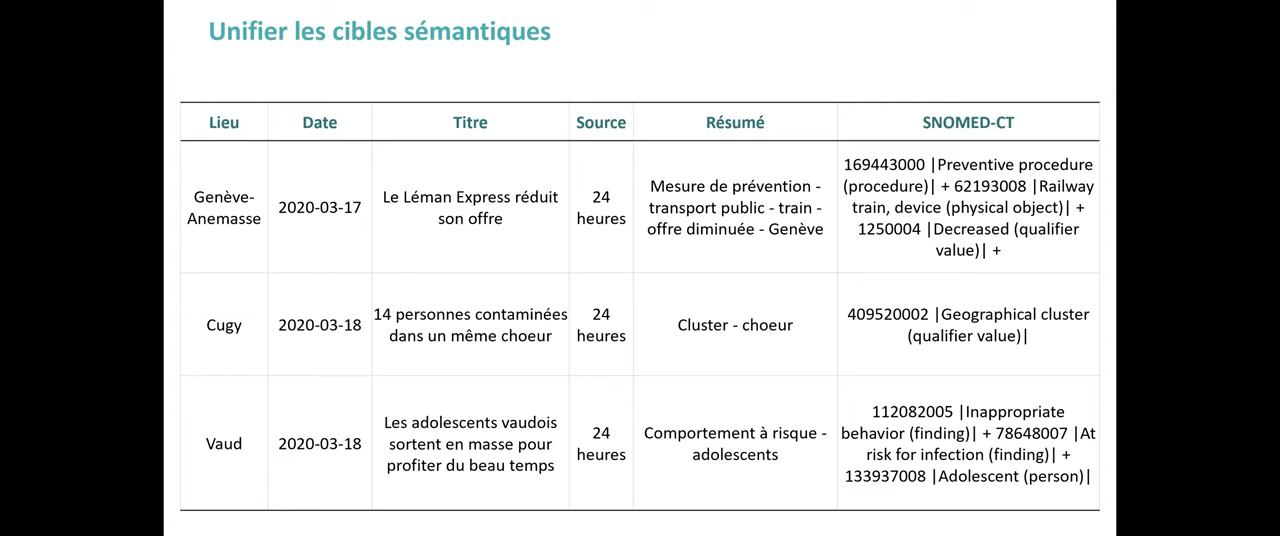 Unifier les cibles sémantiques
Lieu
Date
Titre
Source
Résumé
SNOMED-CT
Genève-
Anemasse
2020-03-17
Le Léman Express réduit
son offre
24
heures
Mesure de prévention -
transport public - train -
offre diminuée - Genève
169443000 |Preventive procedure
(procedure)| + 62193008 |Railway
train, device (physical object)| +
1250004 |Decreased (qualifier
value)| +
Cugy
2020-03-18
14 personnes contaminées
dans un même choeur
24
heures
Cluster - choeur
409520002 |Geographical cluster
(qualifier value)|
Vaud
2020-03-18
Les adolescents vaudois
sortent en masse pour
profiter du beau temps
24
heures
Comportement à risque -
adolescents
112082005 |Inappropriate
behavior (finding)| + 78648007 |At
risk for infection (finding)| +
133937008 |Adolescent (person)|